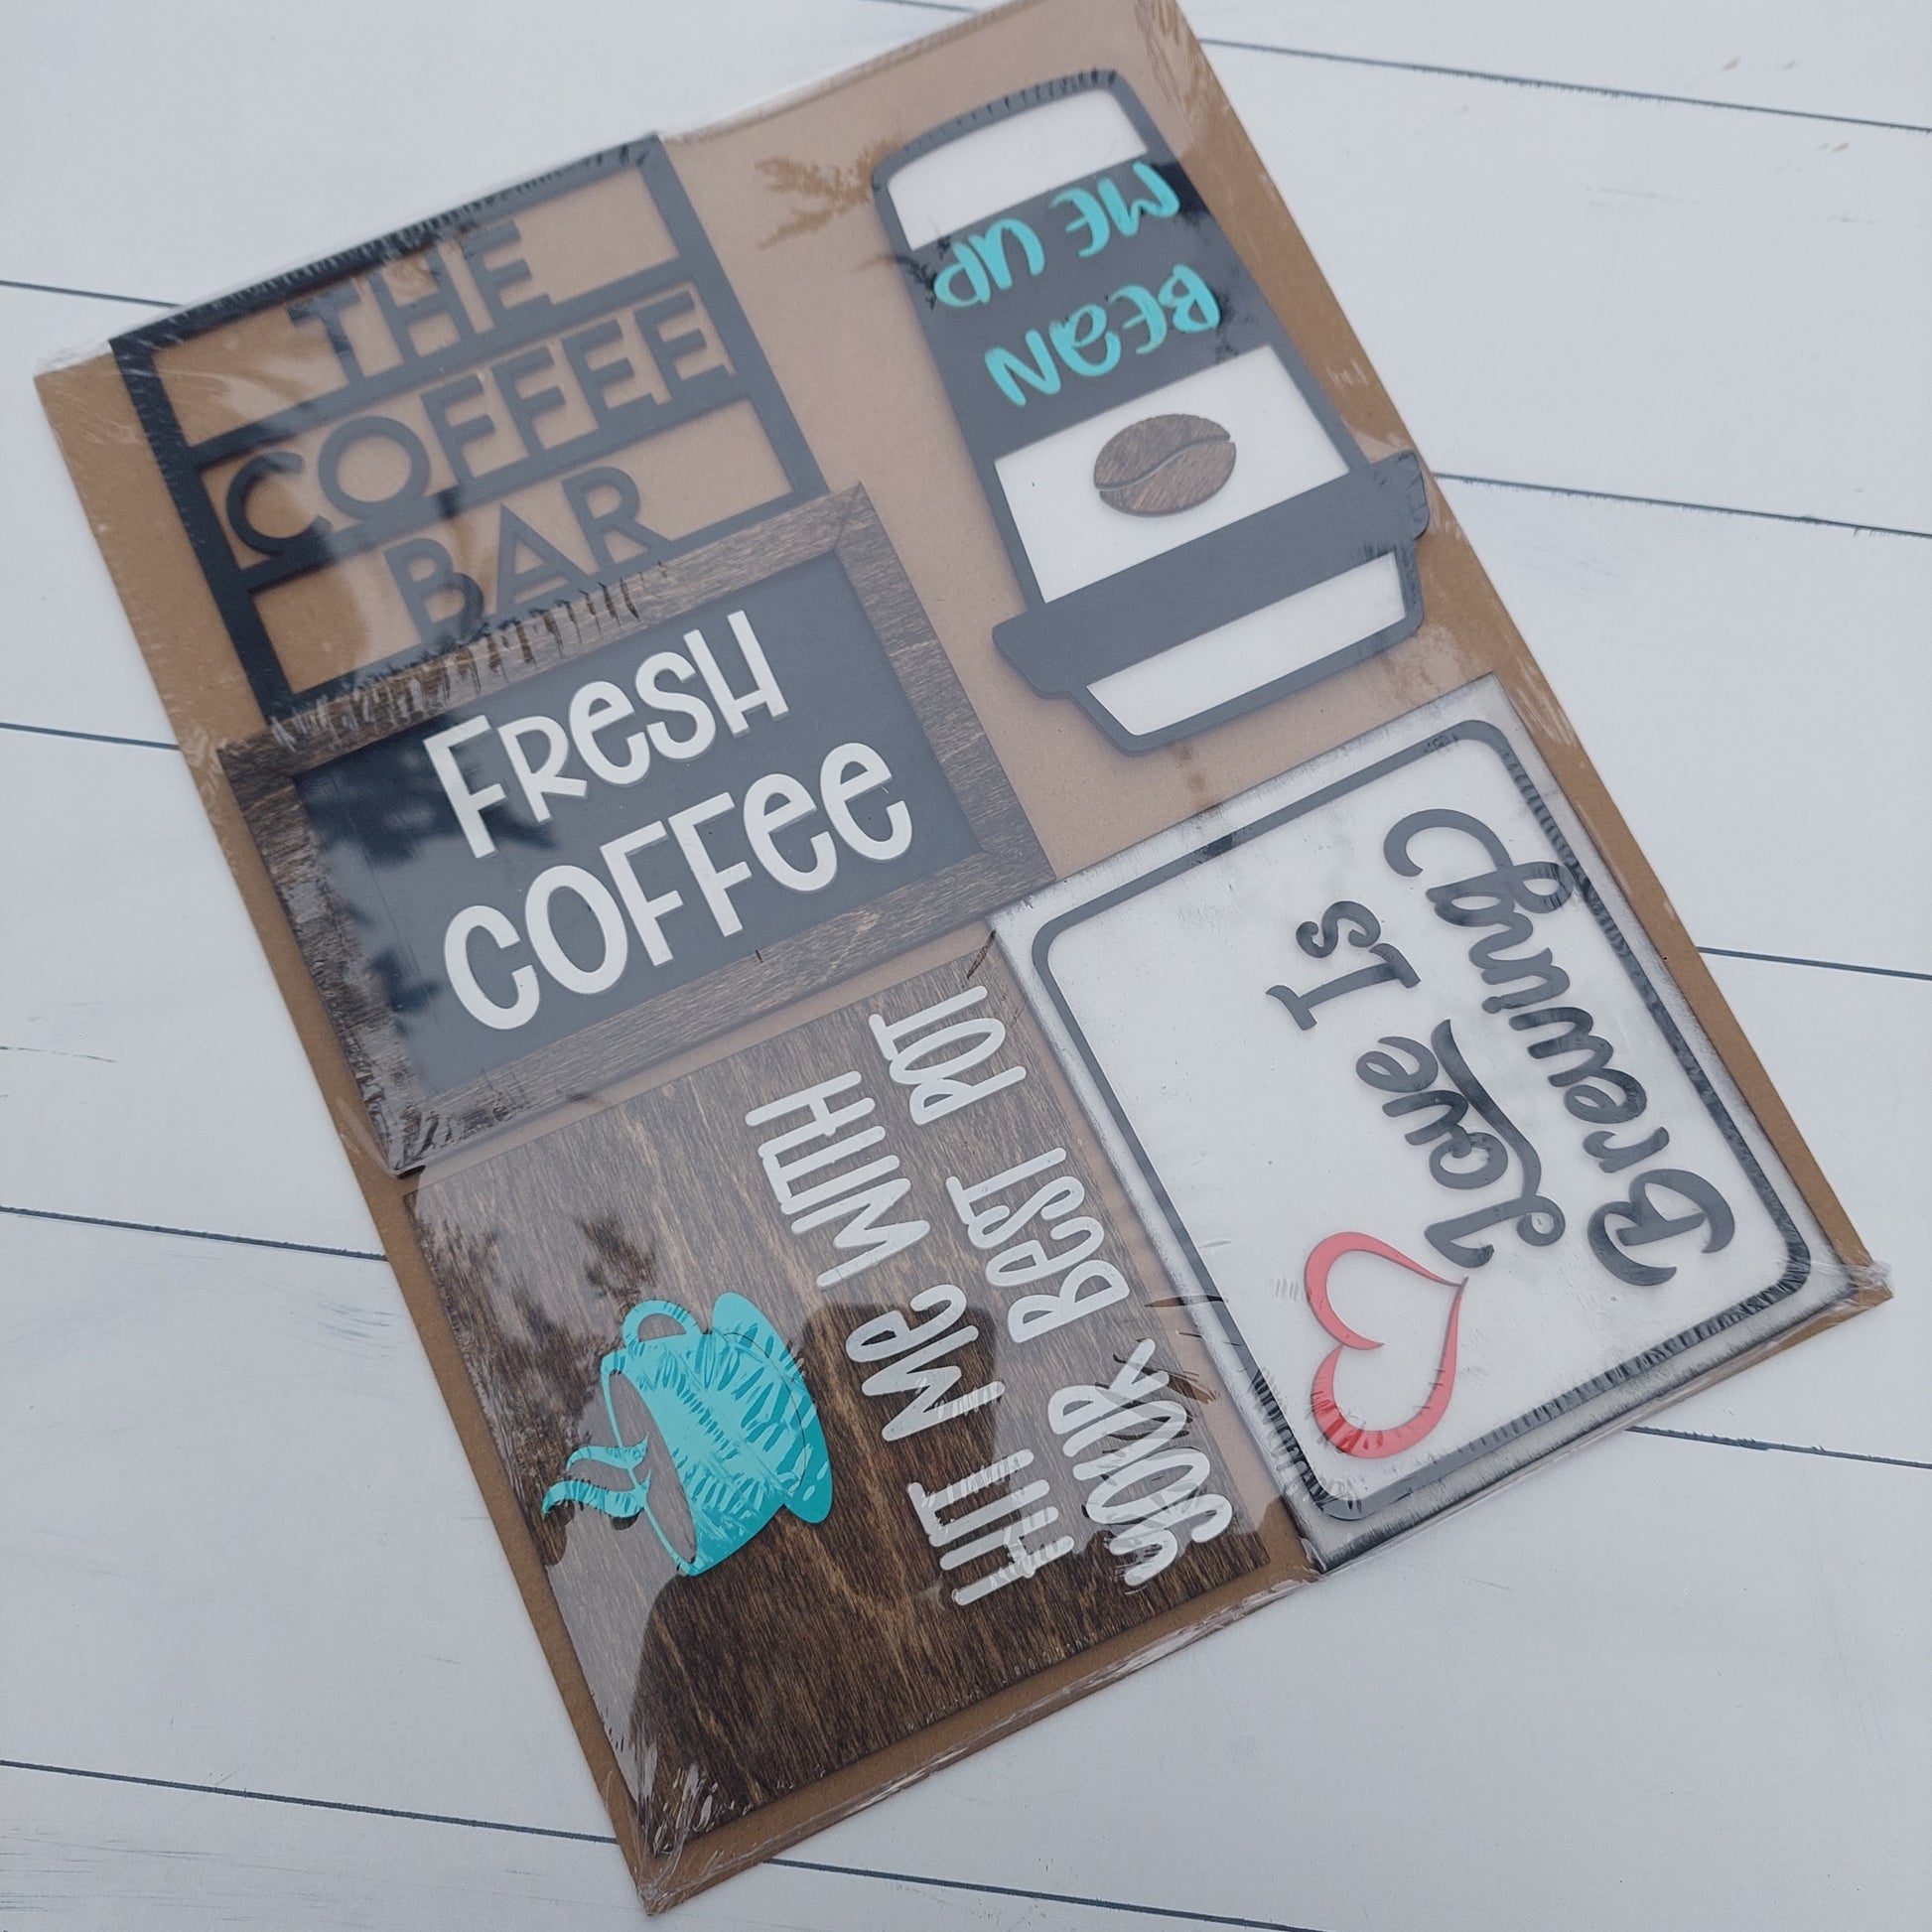 THE
COFFEE
BAR
BEAN
ME UP
FRESH
COFFEE
HIT ME WITH
YOUR BEST POT
Love Is
Brewing